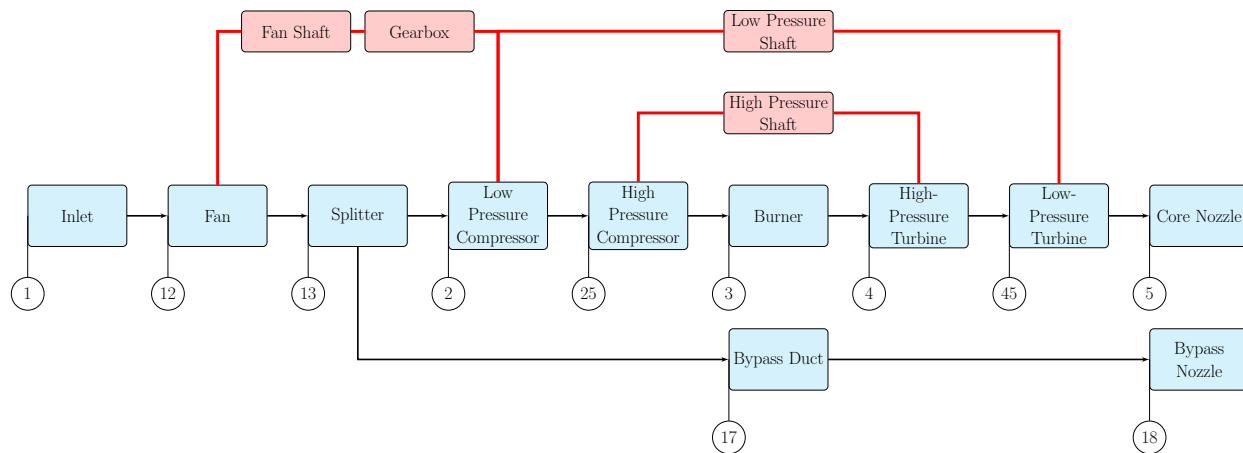 Fan Shaft
Gearbox
Low Pressure
Shaft
High Pressure
Shaft
Inlet
Fan
Splitter
Low
Pressure
Compressor
High
Pressure
Compressor
Burner
High-
Pressure
Turbine
Low-
Pressure
Turbine
Core Nozzle
1
12
13
2
25
3
4
45
5
Bypass Duct
Bypass
Nozzle
17
18